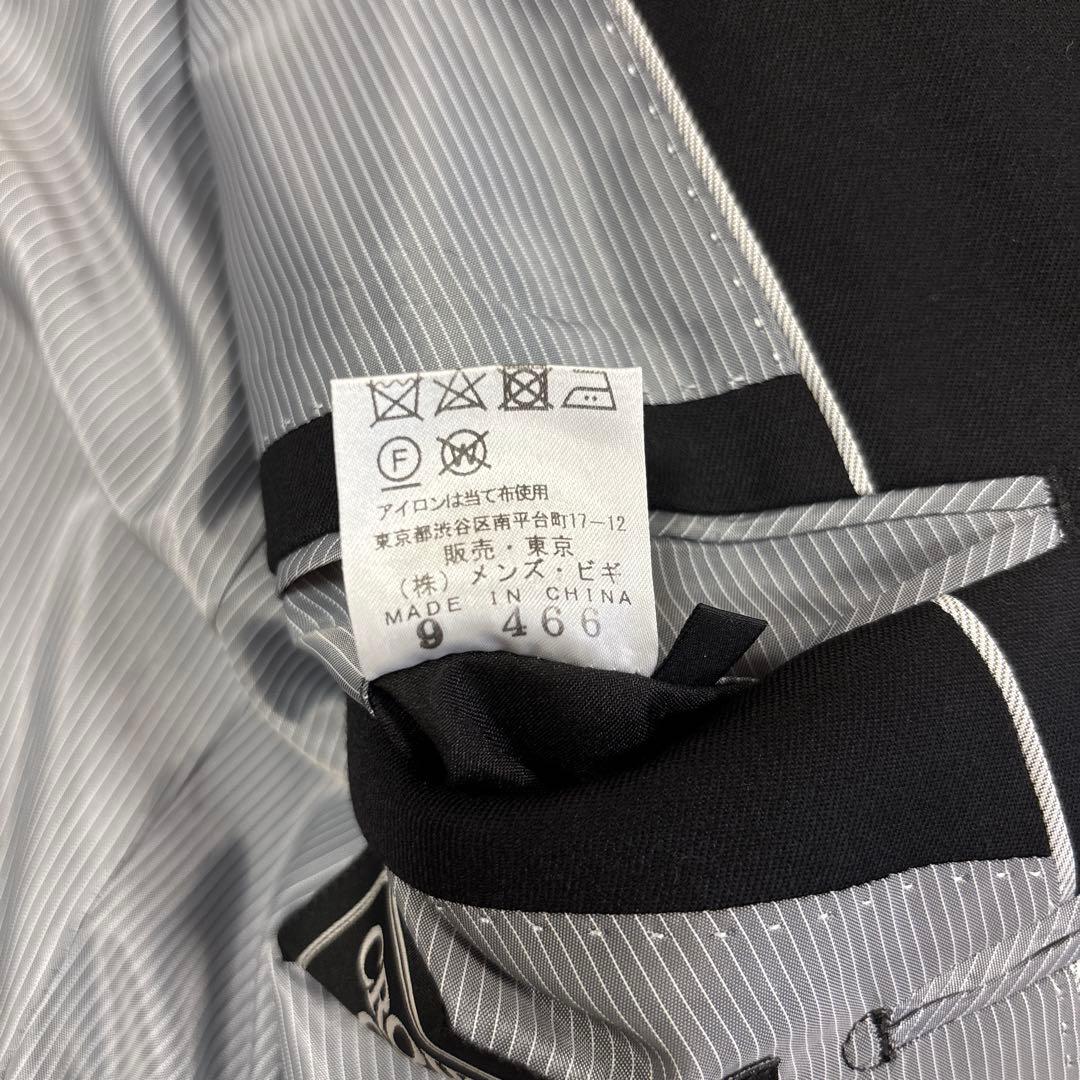 F W
アイロンは当て布使用
東京都渋谷区南平台町17-12
販売・東京
(株) メンズ・ビギ
MADE IN CHINA
9 466